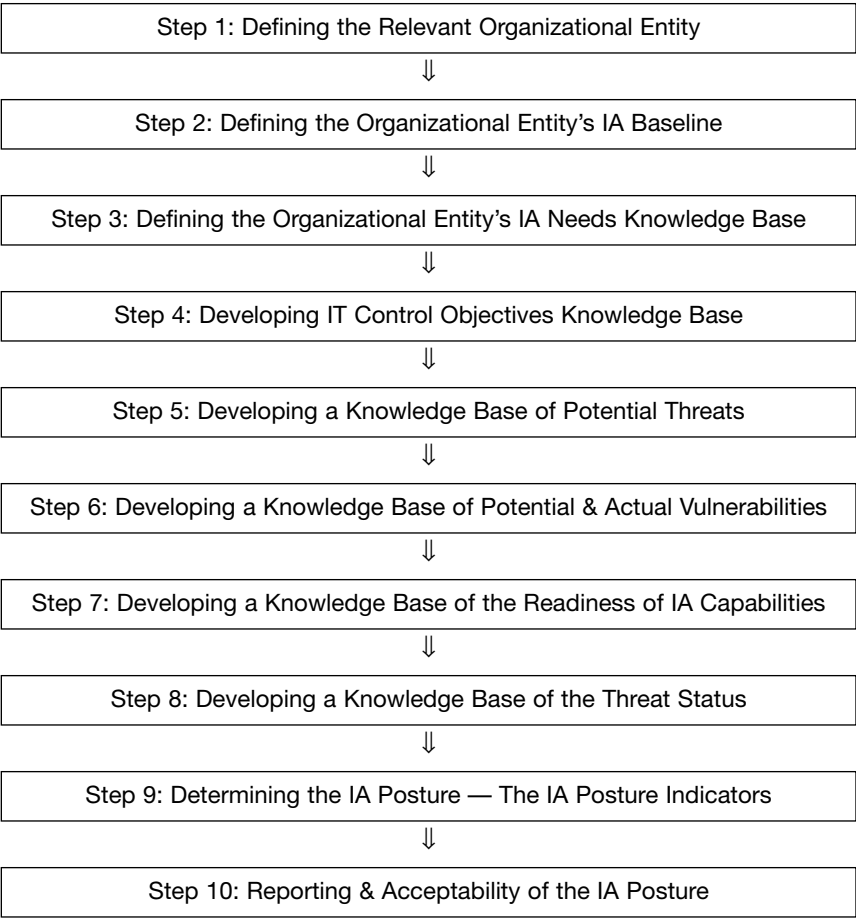 Step 1: Defining the Relevant Organizational Entity
⇓
Step 2: Defining the Organizational Entity’s IA Baseline
⇓
Step 3: Defining the Organizational Entity’s IA Needs Knowledge Base
⇓
Step 4: Developing IT Control Objectives Knowledge Base
⇓
Step 5: Developing a Knowledge Base of Potential Threats
⇓
Step 6: Developing a Knowledge Base of Potential & Actual Vulnerabilities
⇓
Step 7: Developing a Knowledge Base of the Readiness of IA Capabilities
⇓
Step 8: Developing a Knowledge Base of the Threat Status
⇓
Step 9: Determining the IA Posture — The IA Posture Indicators
⇓
Step 10: Reporting & Acceptability of the IA Posture